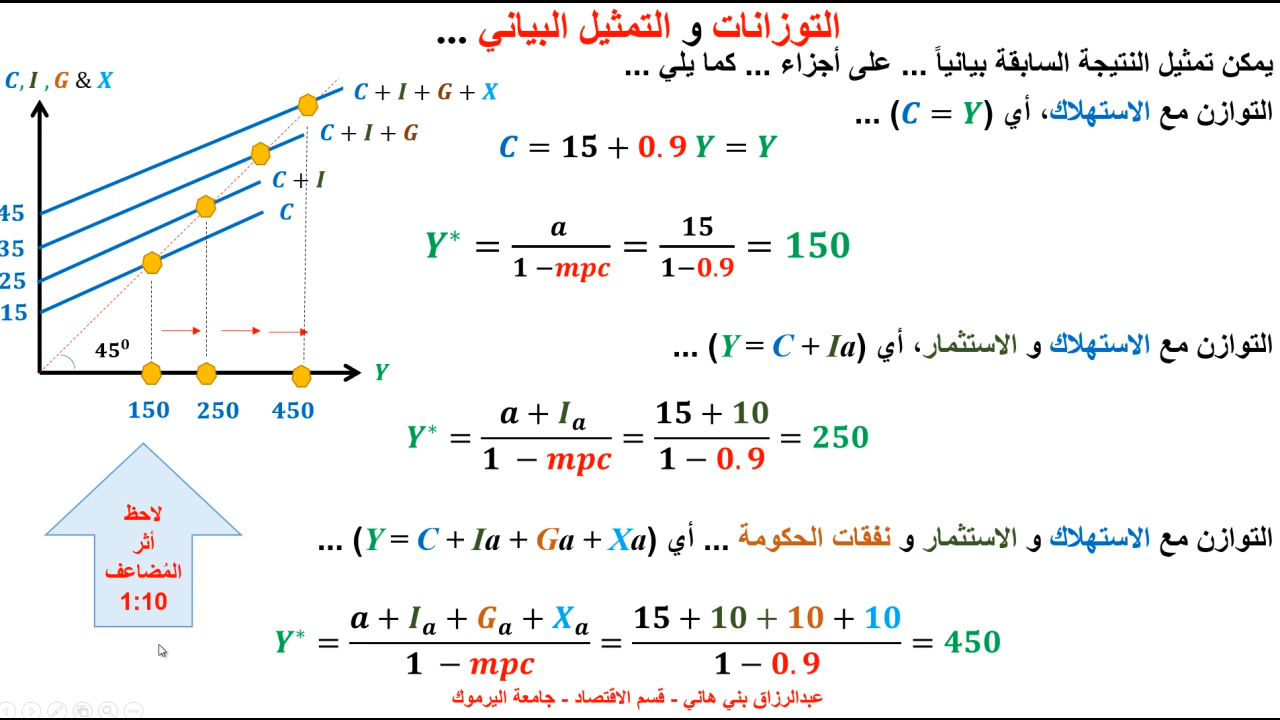 التوزانات و التمثيل البياني ...
يمكن تمثيل النتيجة السابقة بيانياً ... على أجزاء ... كما يلي ...
التوازن مع الاستهلاك، أي (C = Y) ...
C = 15 + 0.9 Y = Y
Y* = a / (1 − mpc) = 15 / (1−0.9) = 150
التوازن مع الاستهلاك و الاستثمار، أي (Y = C + Ia) ...
Y* = (a + Iₐ) / (1 − mpc) = (15 + 10) / (1 − 0.9) = 250
التوازن مع الاستهلاك و الاستثمار و نفقات الحكومة ... أي (Y = C + Ia + Ga + Xa) ...
Y* = (a + Iₐ + Gₐ + Xₐ) / (1 − mpc) = (15 + 10 + 10 + 10) / (1 − 0.9) = 450
C, I , G & X
C + I + G + X
C + I + G
C + I
C
45
35
25
15
45⁰
Y
150 250 450
لاحظ
أثر
المُضاعف
1:10
عبدالرزاق بني هاني - قسم الاقتصاد - جامعة اليرموك